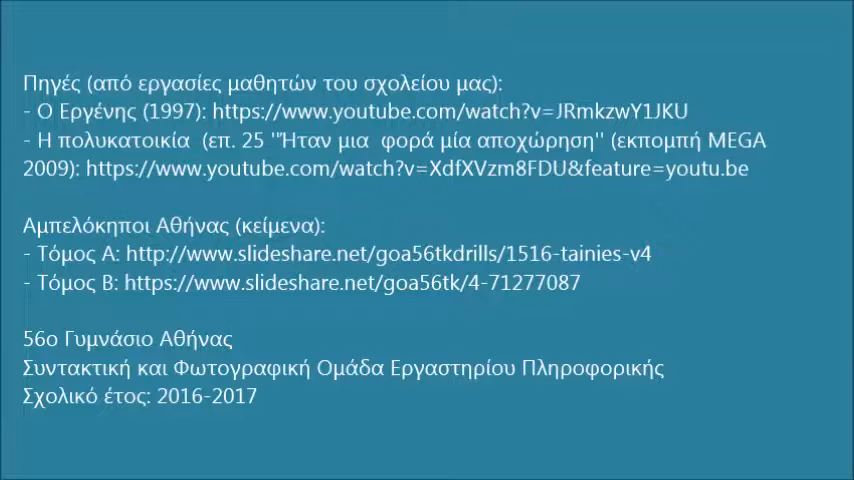 Πηγές (από εργασίες μαθητών του σχολείου μας):
- Ο Εργένης (1997): https://www.youtube.com/watch?v=JRmkzwY1JKU
- Η πολυκατοικία  (επ. 25 ''Ήταν μια  φορά μία αποχώρηση'' (εκπομπή MEGA
2009): https://www.youtube.com/watch?v=XdfXVzm8FDU&feature=youtu.be
Αμπελόκηποι Αθήνας (κείμενα):
- Τόμος Α: http://www.slideshare.net/goa56tkdrills/1516-tainies-v4
- Τόμος Β: https://www.slideshare.net/goa56tk/4-71277087
56ο Γυμνάσιο Αθήνας
Συντακτική και Φωτογραφική Ομάδα Εργαστηρίου Πληροφορικής
Σχολικό έτος: 2016-2017